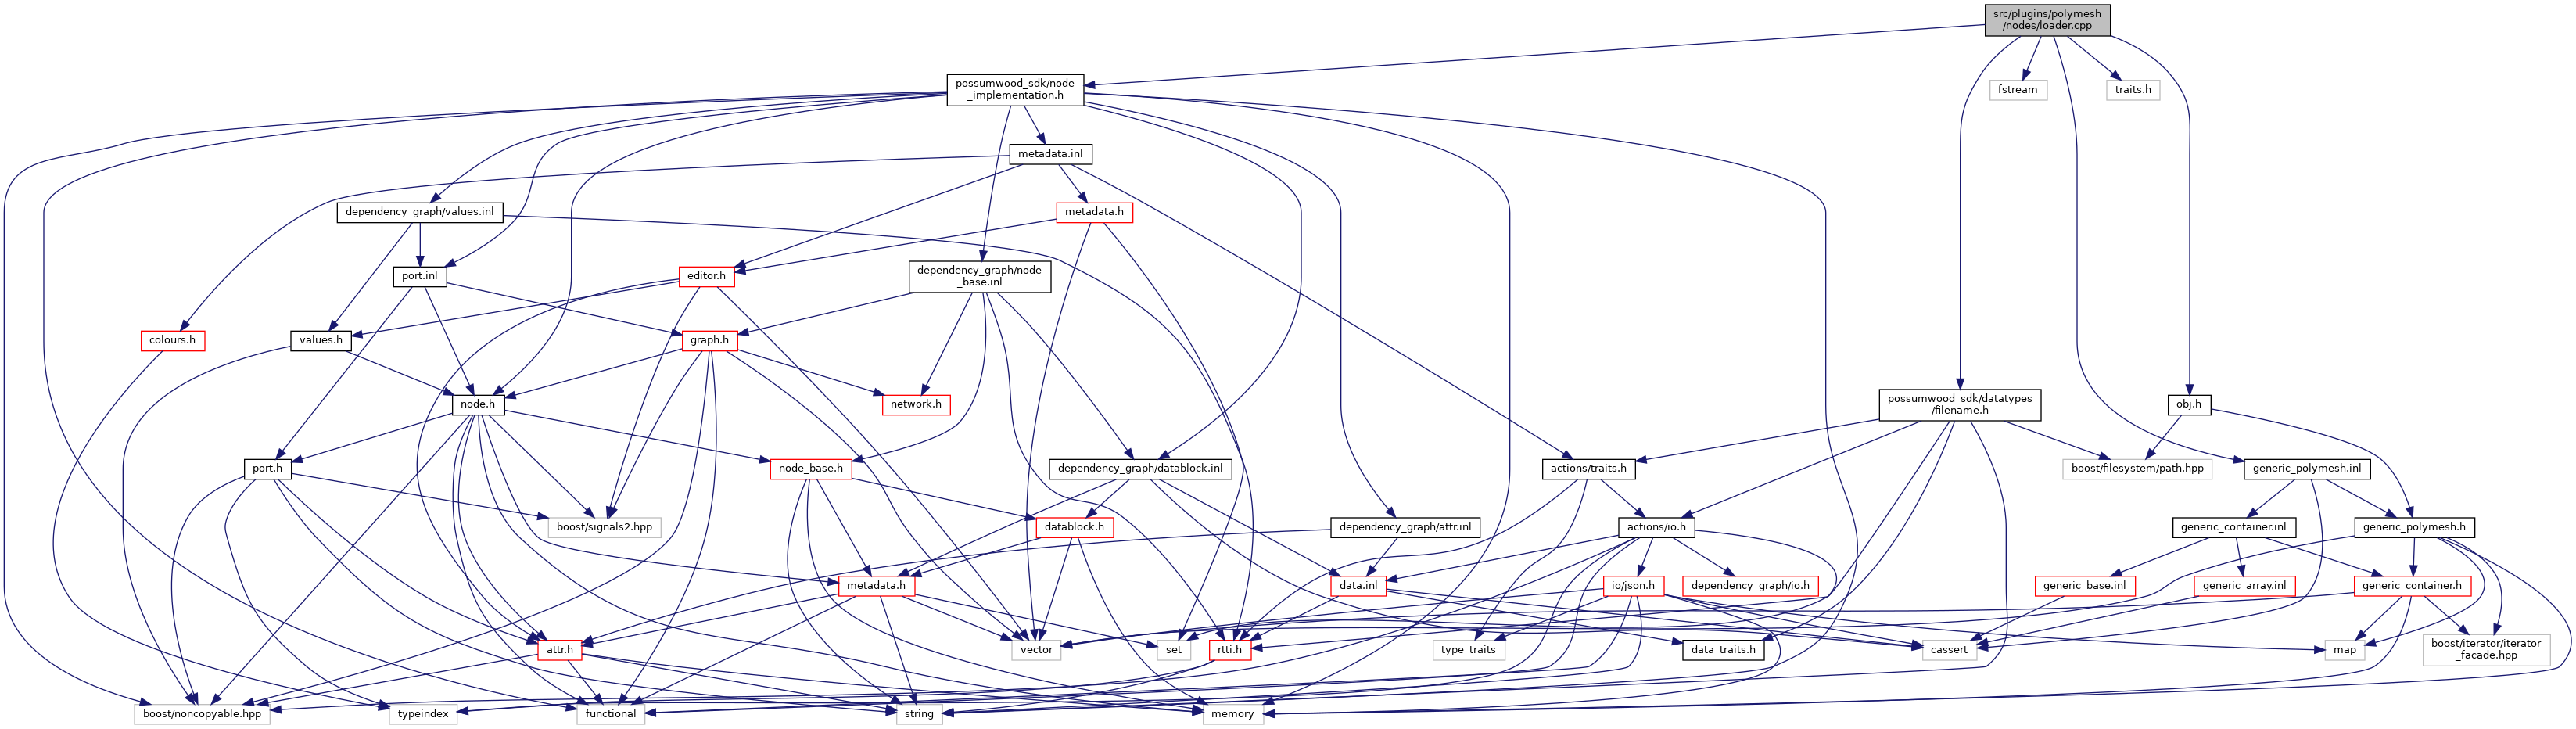 src/plugins/polymesh
/nodes/loader.cpp
possumwood_sdk/node
_implementation.h
fstream
traits.h
metadata.inl
dependency_graph/values.inl
metadata.h
port.inl
editor.h
dependency_graph/node
_base.inl
colours.h
values.h
graph.h
node.h
network.h
possumwood_sdk/datatypes
/filename.h
obj.h
port.h
node_base.h
dependency_graph/datablock.inl
actions/traits.h
boost/filesystem/path.hpp
generic_polymesh.inl
boost/signals2.hpp
datablock.h
dependency_graph/attr.inl
actions/io.h
generic_container.inl
generic_polymesh.h
metadata.h
data.inl
io/json.h
dependency_graph/io.h
generic_base.inl
generic_array.inl
generic_container.h
attr.h
vector
set
rtti.h
type_traits
data_traits.h
cassert
map
boost/iterator/iterator
_facade.hpp
boost/noncopyable.hpp
typeindex
functional
string
memory